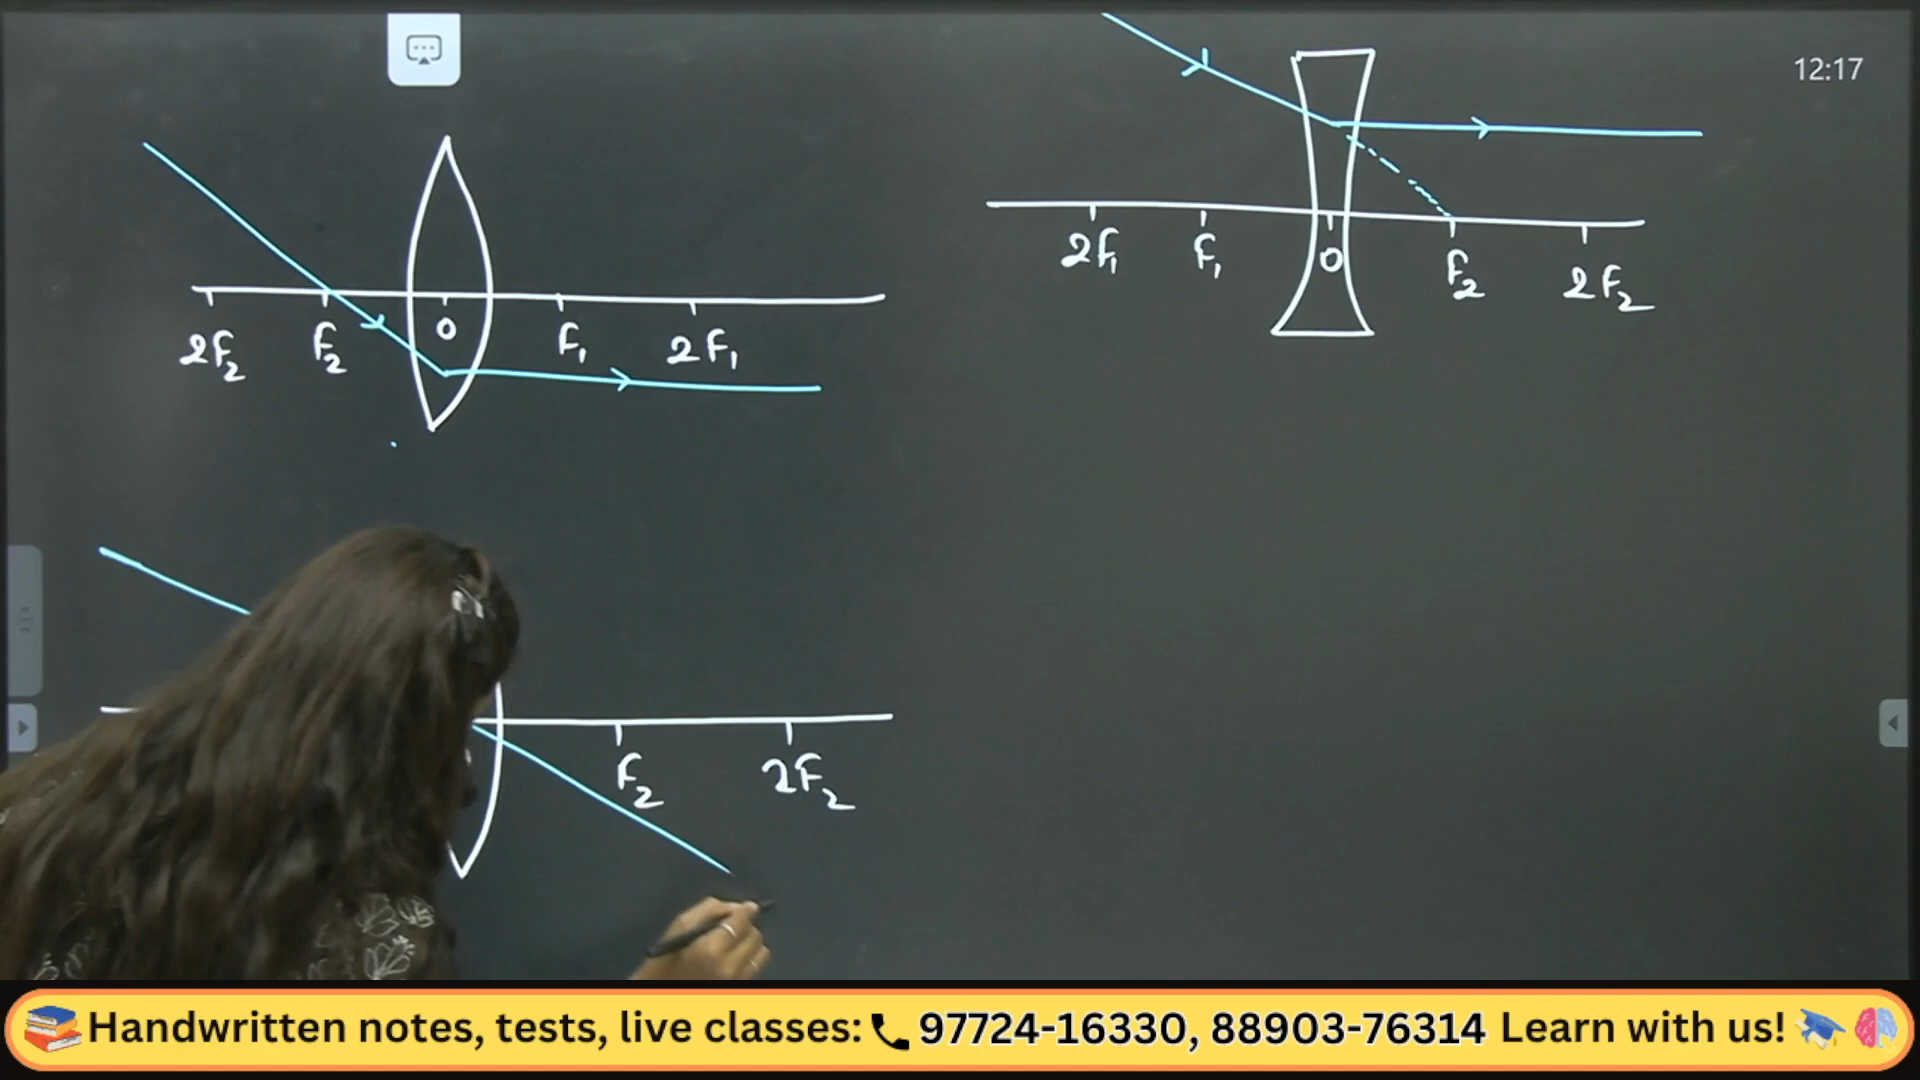 12:17
2F₂ F₂ O F₁ 2F₁
2F₁ F₁ O F₂ 2F₂
F₂ 2F₂
Handwritten notes, tests, live classes: 97724-16330, 88903-76314 Learn with us!